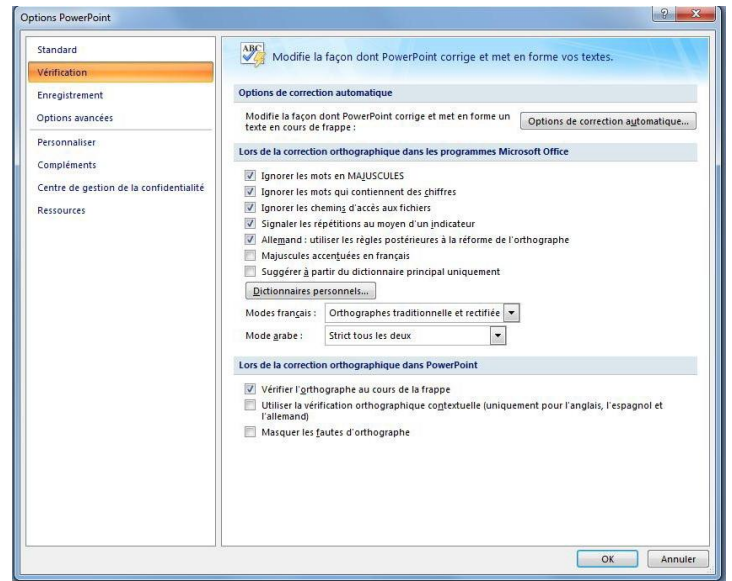 Options PowerPoint
Standard
Vérification
Enregistrement
Options avancées
Personnaliser
Compléments
Centre de gestion de la confidentialité
Ressources
ABC
Modifie la façon dont PowerPoint corrige et met en forme vos textes.
Options de correction automatique
Modifie la façon dont PowerPoint corrige et met en forme un
texte en cours de frappe :
Options de correction automatique...
Lors de la correction orthographique dans les programmes Microsoft Office
Ignorer les mots en MAJUSCULES
Ignorer les mots qui contiennent des chiffres
Ignorer les chemins d'accès aux fichiers
Signaler les répétitions au moyen d'un indicateur
Allemand : utiliser les règles postérieures à la réforme de l'orthographe
Majuscules accentuées en français
Suggérer à partir du dictionnaire principal uniquement
Dictionnaires personnels...
Modes français : Orthographes traditionnelle et rectifiée
Mode arabe : Strict tous les deux
Lors de la correction orthographique dans PowerPoint
Vérifier l'orthographe au cours de la frappe
Utiliser la vérification orthographique contextuelle (uniquement pour l'anglais, l'espagnol et
l'allemand)
Masquer les fautes d'orthographe
OK Annuler